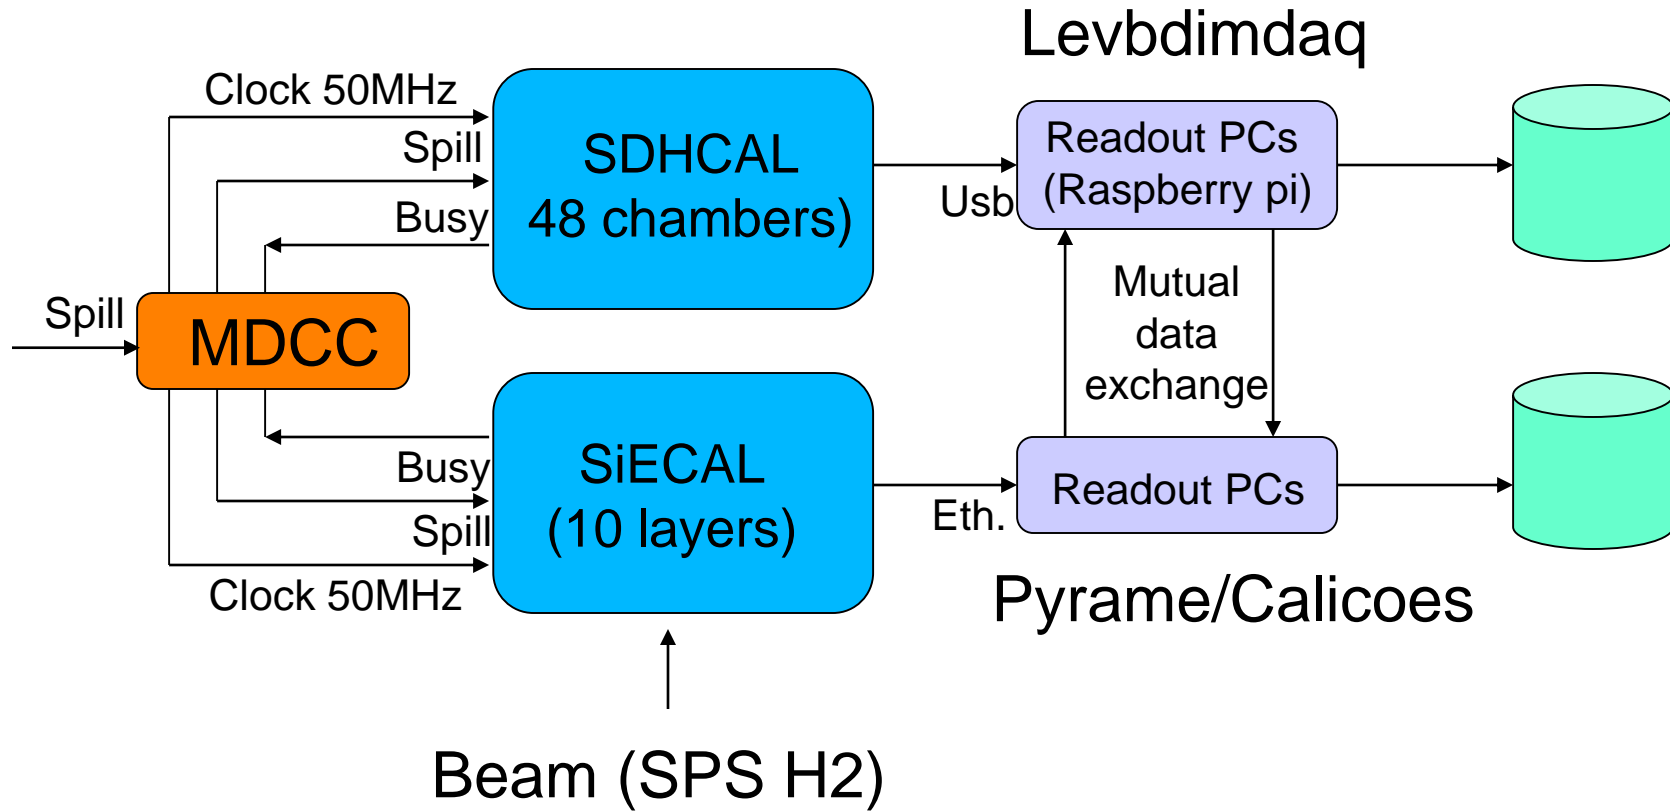 Levbdimdaq
Clock 50MHz
Spill
Busy
SDHCAL
48 chambers)
Usb
Readout PCs
(Raspberry pi)
Spill
MDCC
Mutual
data
exchange
Busy
Spill
Clock 50MHz
SiECAL
(10 layers)
Eth.
Readout PCs
Pyrame/Calicoes
Beam (SPS H2)